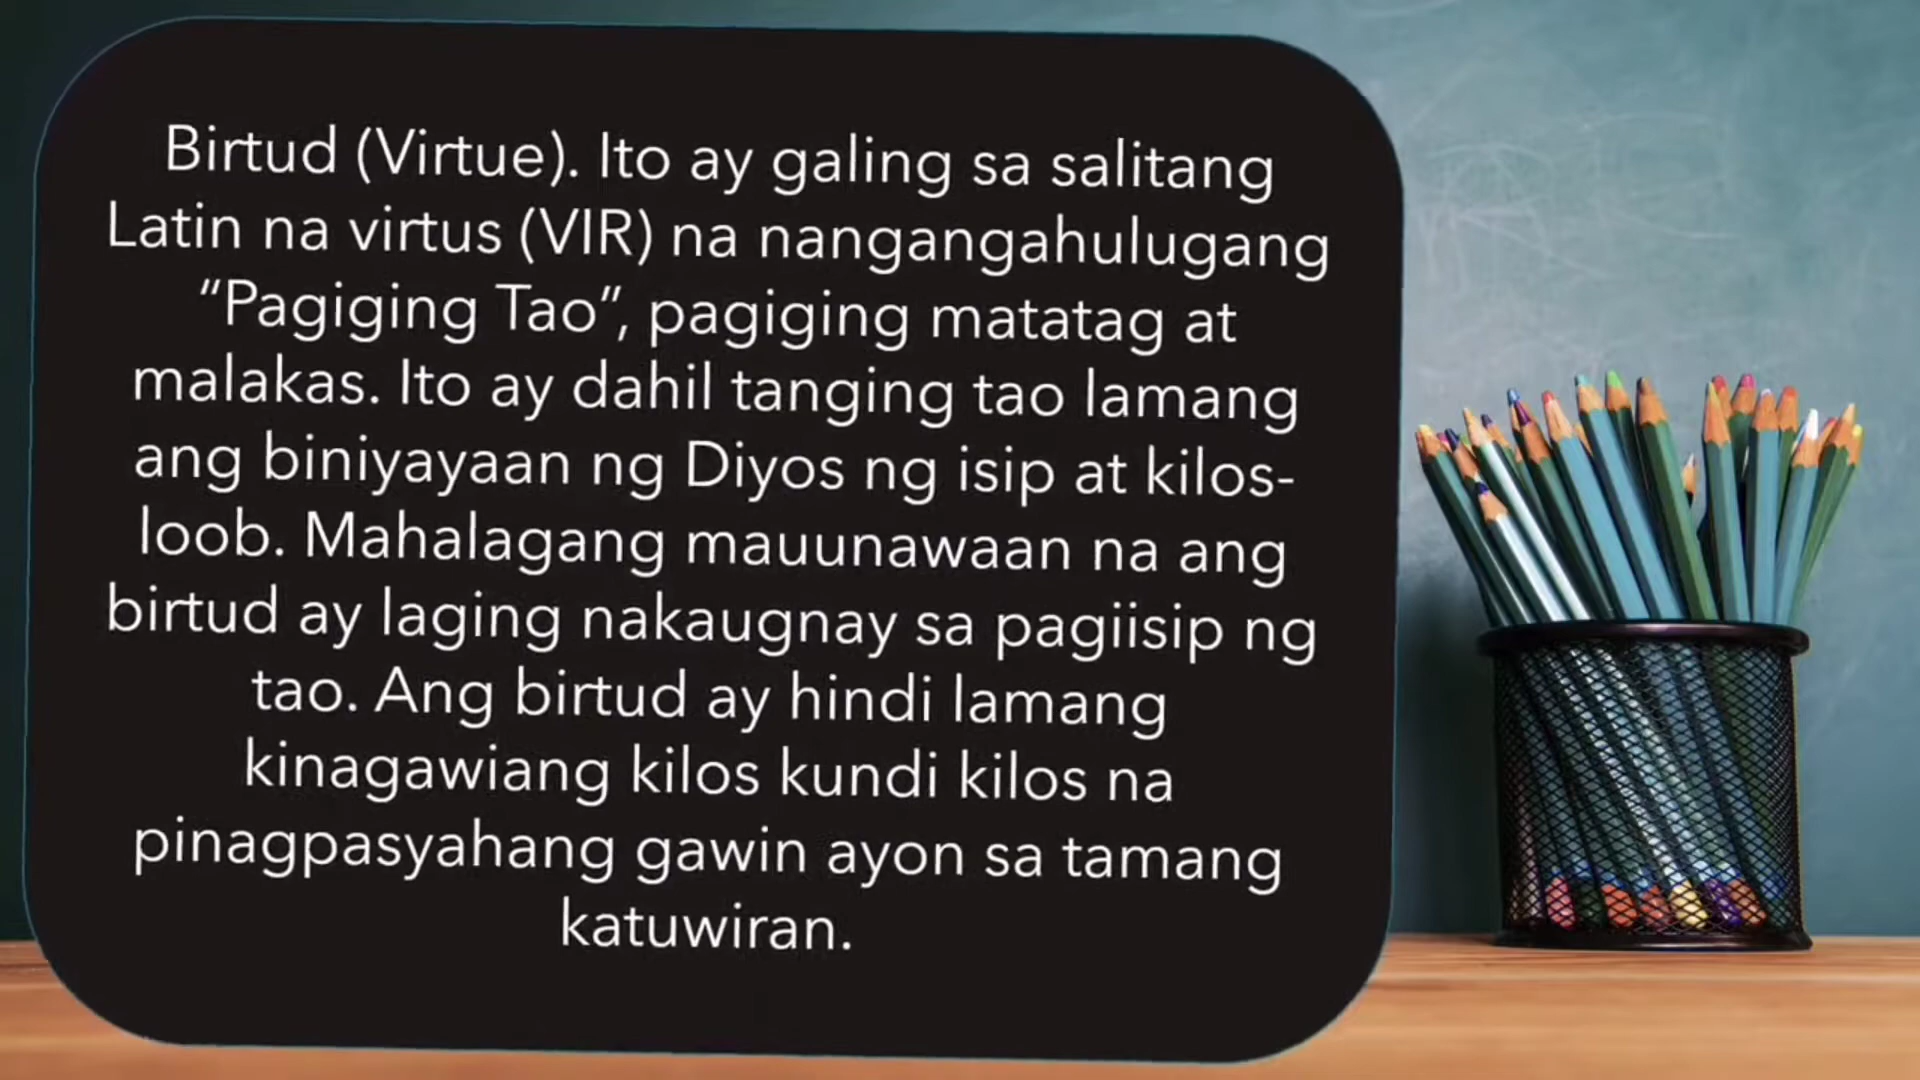 Birtud (Virtue). Ito ay galing sa salitang
Latin na virtus (VIR) na nangangahulugang
“Pagiging Tao”, pagiging matatag at
malakas. Ito ay dahil tanging tao lamang
ang biniyayaan ng Diyos ng isip at kilos-
loob. Mahalagang mauunawaan na ang
birtud ay laging nakaugnay sa pagiisip ng
tao. Ang birtud ay hindi lamang
kinagawiang kilos kundi kilos na
pinagpasyahang gawin ayon sa tamang
katuwiran.